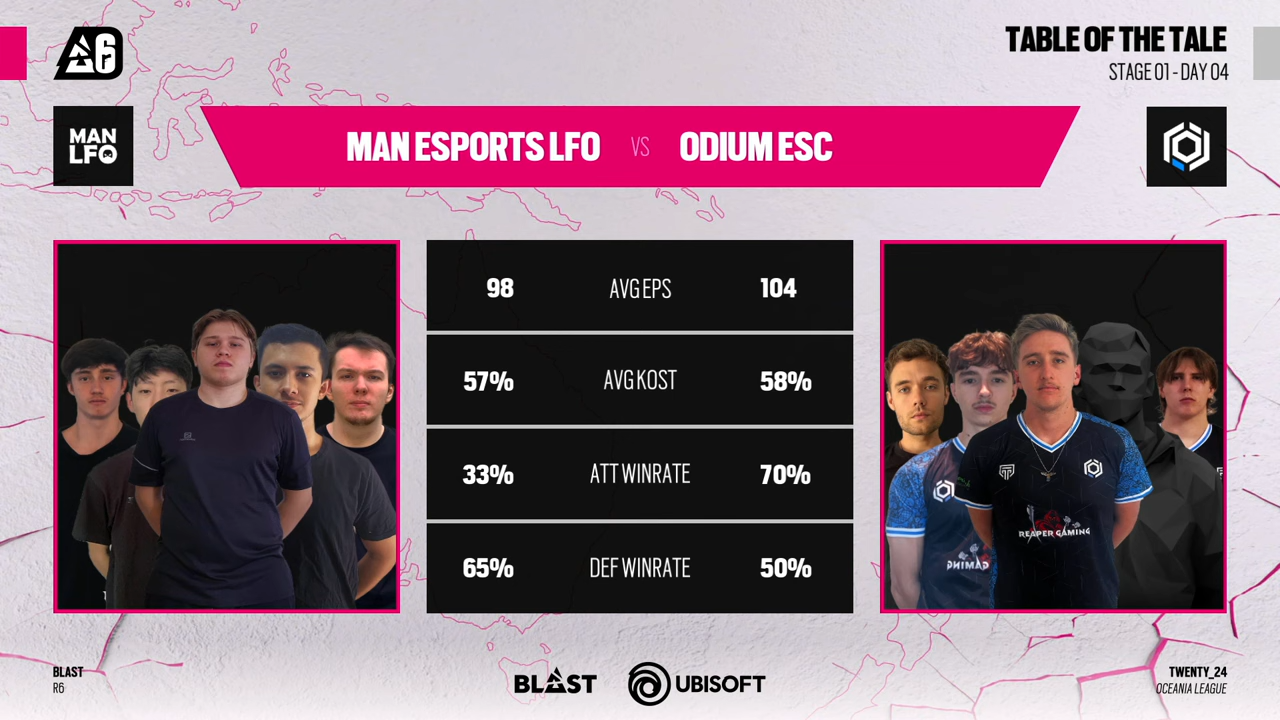 A6
TABLE OF THE TALE
STAGE 01 - DAY 04
MAN
LFO
MAN ESPORTS LFO VS ODIUM ESC
98 AVG EPS 104
57% AVG KOST 58%
33% ATT WINRATE 70%
65% DEF WINRATE 50%
REAPER GAMING
BLAST
R6
BLAST UBISOFT
TWENTY_24
OCEANIA LEAGUE